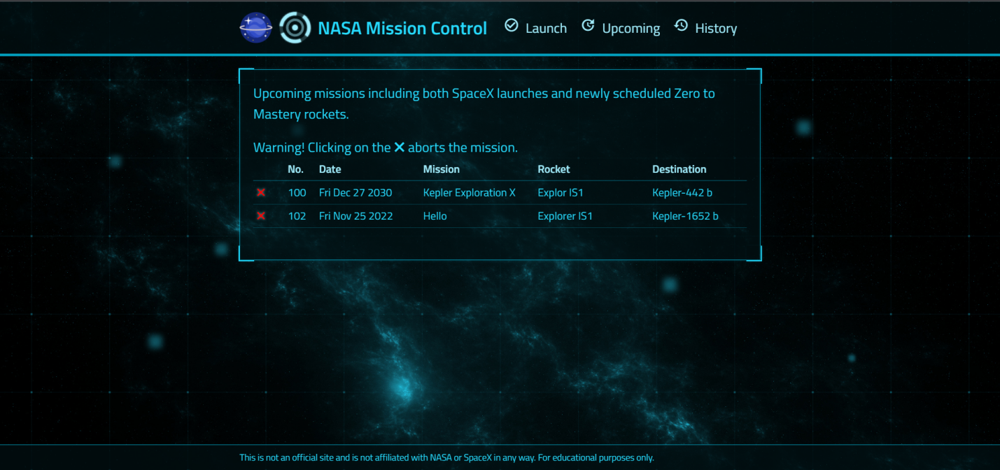 NASA Mission Control Launch Upcoming History
Upcoming missions including both SpaceX launches and newly scheduled Zero to
Mastery rockets.
Warning! Clicking on the ✕ aborts the mission.
No. Date Mission Rocket Destination
✖ 100 Fri Dec 27 2030 Kepler Exploration X Explor IS1 Kepler-442 b
✖ 102 Fri Nov 25 2022 Hello Explorer IS1 Kepler-1652 b
This is not an official site and is not affiliated with NASA or SpaceX in any way. For educational purposes only.